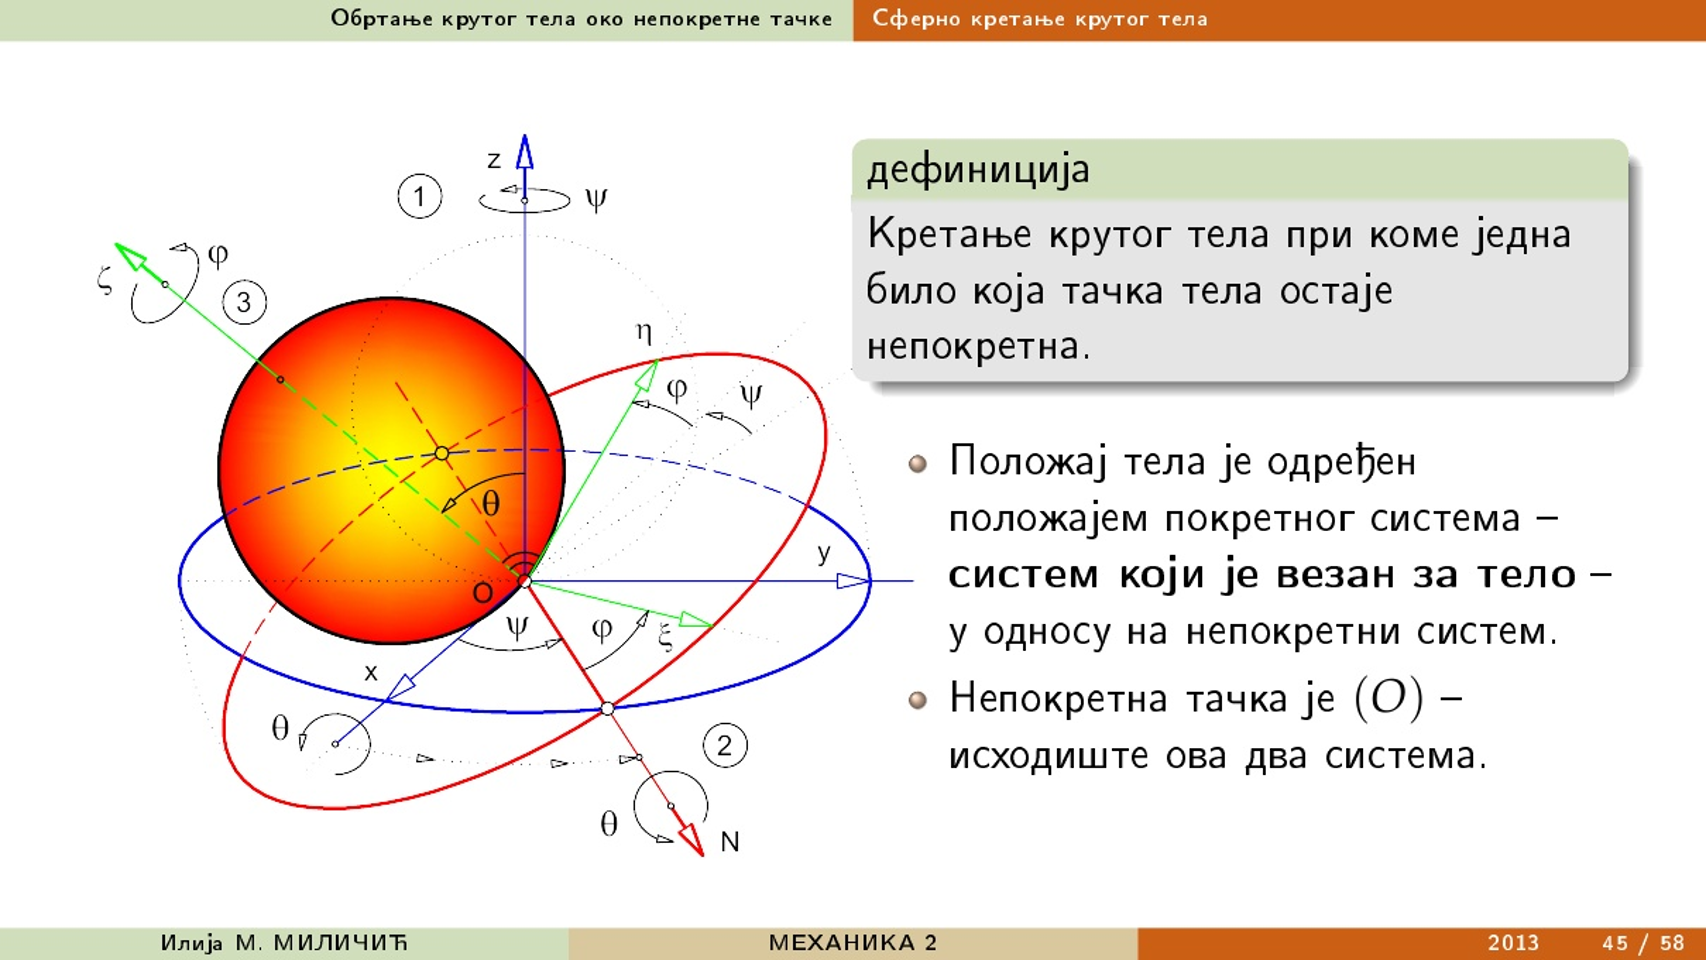 Обртање крутог тела око непокретне тачке
Сферно кретање крутог тела
z
1
ψ
φ
ζ
3
η
φ
ψ
θ
y
O
ψ
φ
ξ
x
θ
2
θ
N
дефиниција
Кретање крутог тела при коме једна
било која тачка тела остаје
непокретна.
Положај тела је одређен
положајем покретног система –
систем који је везан за тело –
у односу на непокретни систем.
Непокретна тачка је (O) –
исходиште ова два система.
Илија М. МИЛИЧИЋ
МЕХАНИКА 2
2013
45 / 58